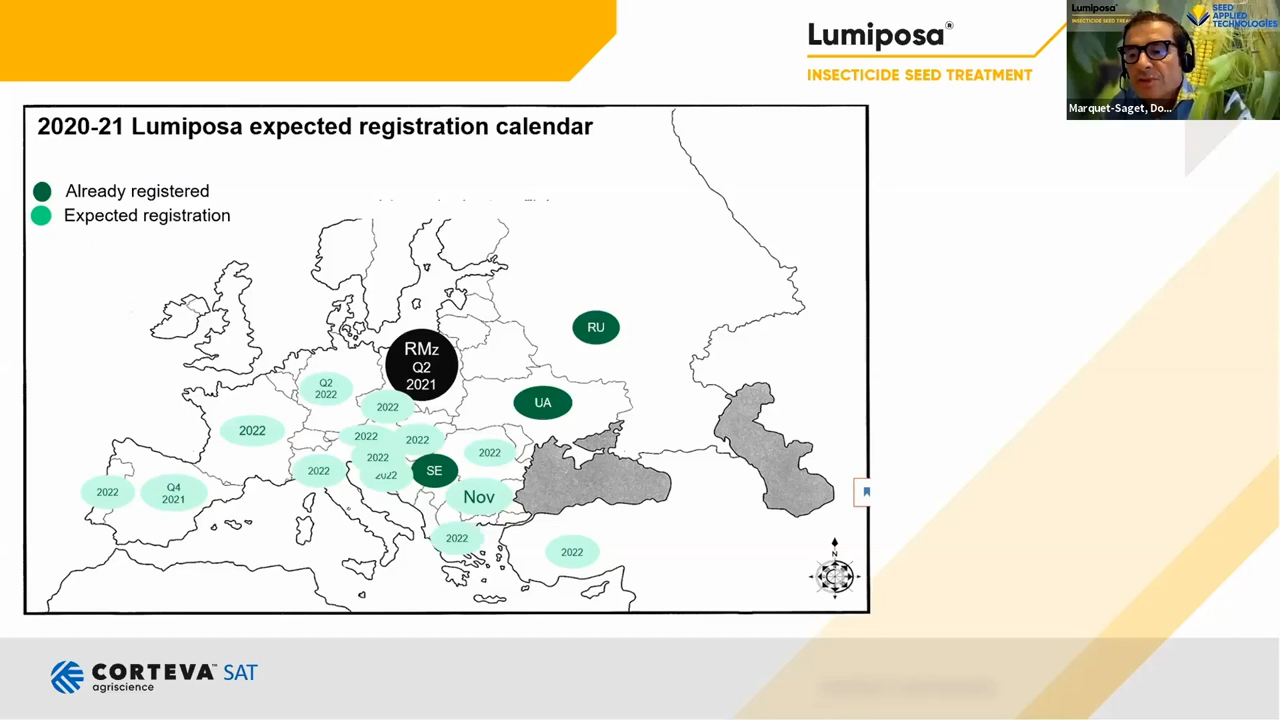 Lumiposa®
INSECTICIDE SEED TREATMENT
Lumiposa
SEED
APPLIED
TECHNOLOGIES
Marquet-Saget, Do...
2020-21 Lumiposa expected registration calendar
Already registered
Expected registration
RU
RMz
Q2
2021
Q2
2022
2022
UA
2022
2022
2022
2022
2022
2022
2022
SE
2022
Q4
2021
Nov
2022
2022
N
CORTEVA™ SAT
agriscience